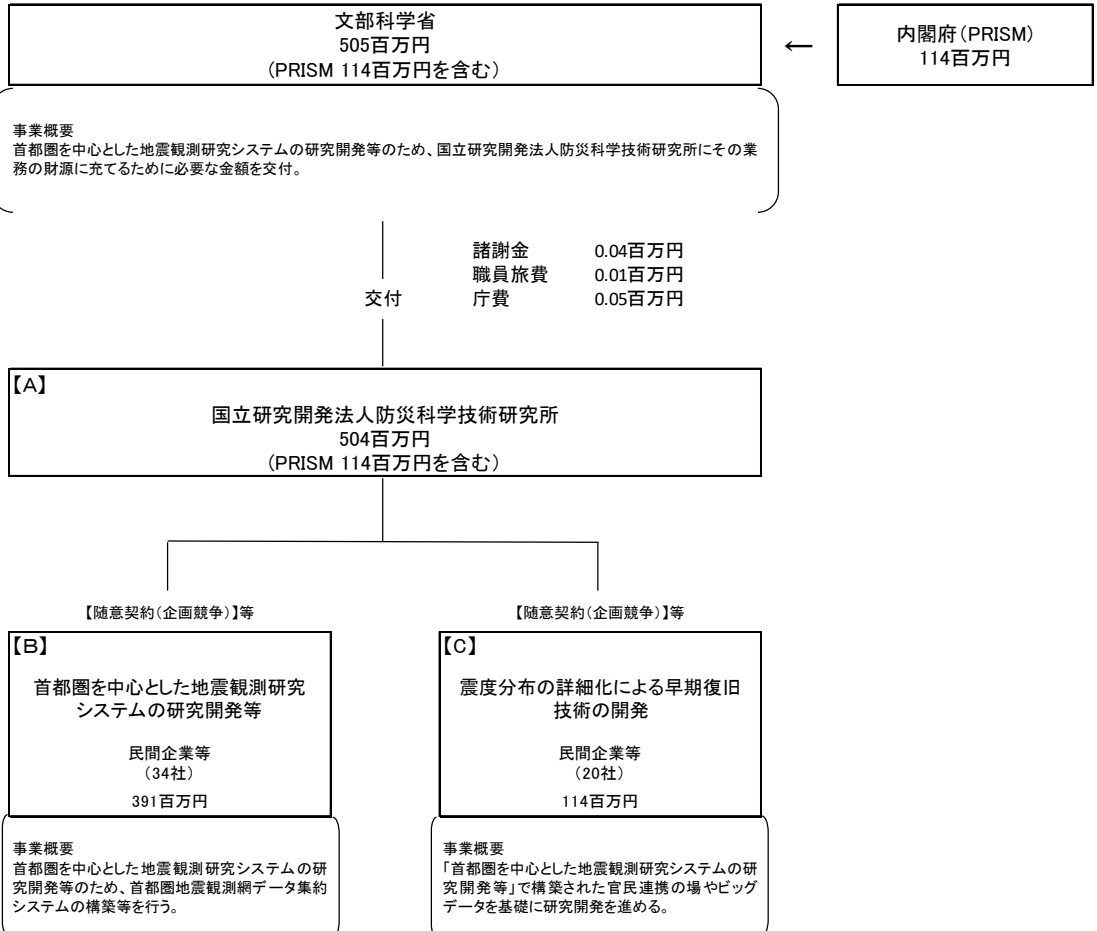 文部科学省
505百万円
(PRISM 114百万円を含む)
←
内閣府(PRISM)
114百万円
事業概要
首都圏を中心とした地震観測研究システムの研究開発等のため、国立研究開発法人防災科学技術研究所にその業
務の財源に充てるために必要な金額を交付。
諸謝金 0.04百万円
職員旅費 0.01百万円
交付 庁費 0.05百万円
【A】
国立研究開発法人防災科学技術研究所
504百万円
(PRISM 114百万円を含む)
【随意契約(企画競争)】等
【B】
首都圏を中心とした地震観測研究
システムの研究開発等
民間企業等
(34社)
391百万円
事業概要
首都圏を中心とした地震観測研究システムの研
究開発等のため、首都圏地震観測網データ集約
システムの構築等を行う。
【随意契約(企画競争)】等
【C】
震度分布の詳細化による早期復旧
技術の開発
民間企業等
(20社)
114百万円
事業概要
「首都圏を中心とした地震観測研究システムの研
究開発等」で構築された官民連携の場やビッグ
データを基礎に研究開発を進める。